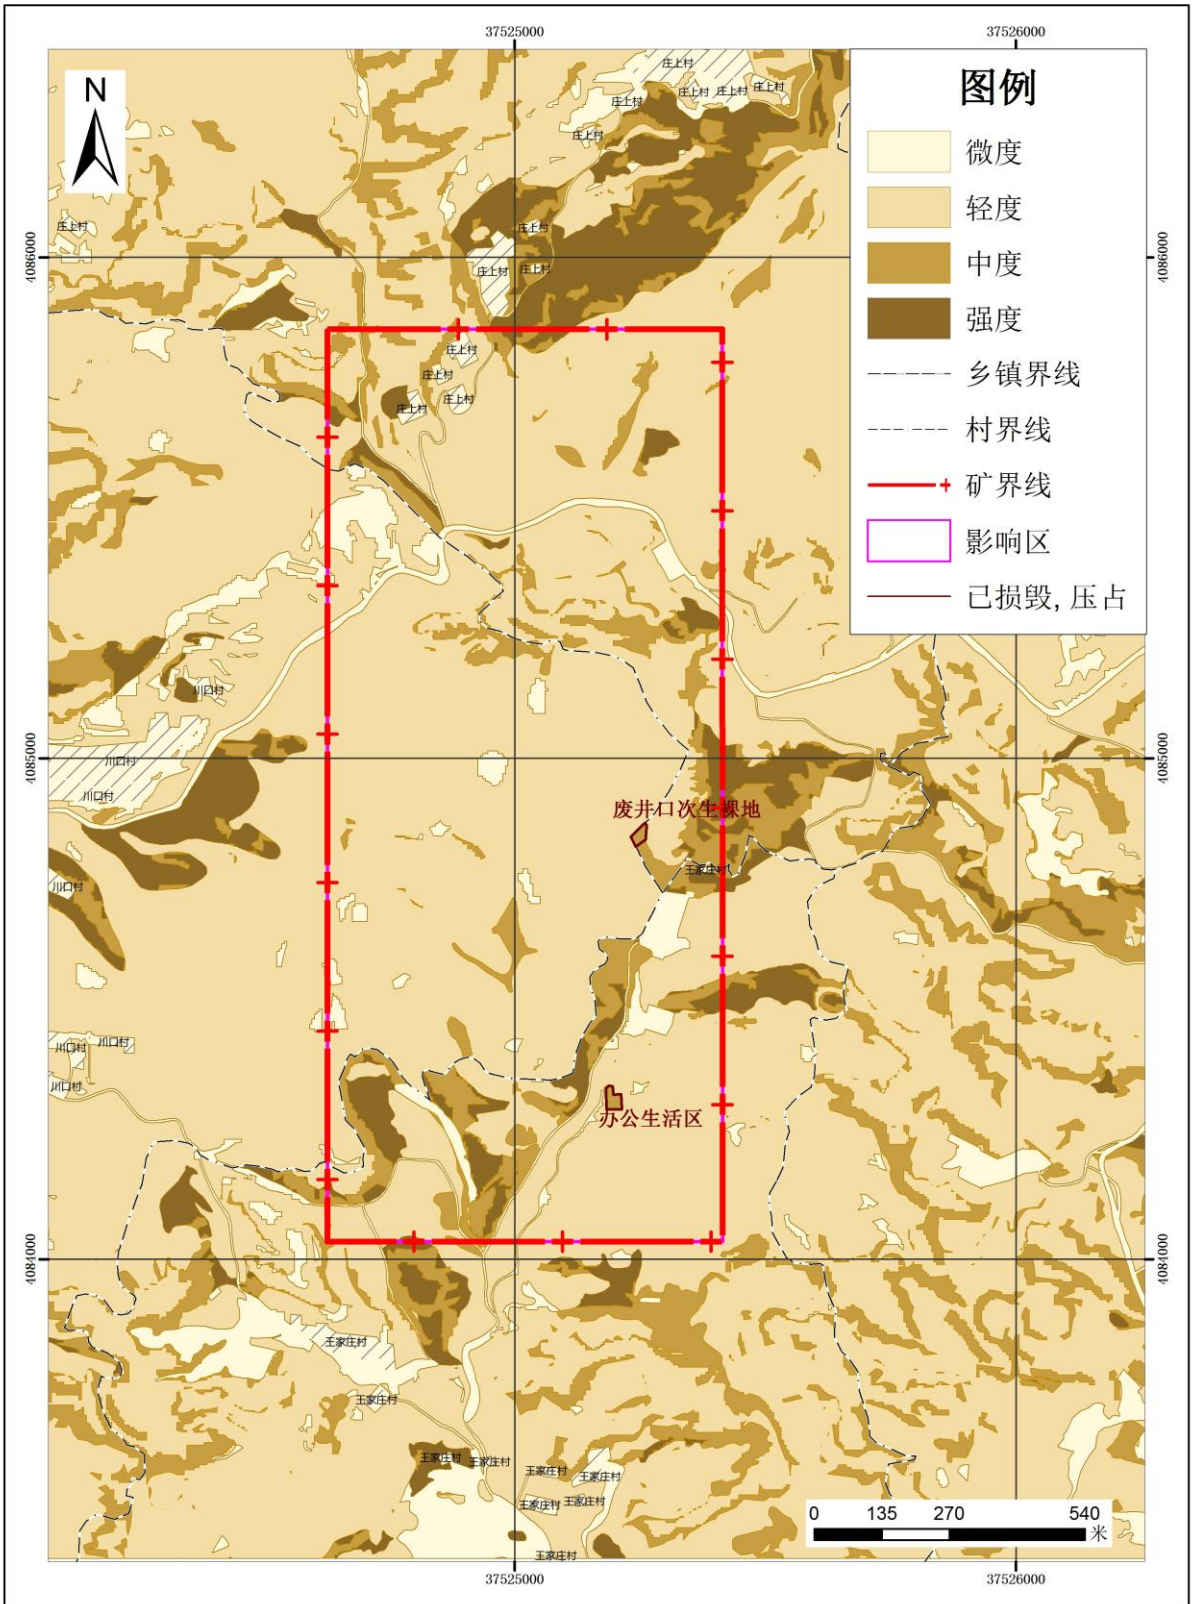 37525000
37526000
N
图例
微度
轻度
中度
强度
乡镇界线
村界线
矿界线
影响区
已损毁, 压占
4086000
4086000
4085000
4085000
4084000
4084000
庄上村
庄上村
庄上村
庄上村
庄上村
庄上村
庄上村
庄上村
庄上村
庄上村
庄上村
庄上村
庄上村
庄上村
川口村
川口村
川口村
废井口次生裸地
王家庄村
川口村
川口村
川口村
川口村
办公生活区
王家庄村
王家庄村
王家庄村
王家庄村
王家庄村
王家庄村
王家庄村
王家庄村
王家庄村
0
135
270
540
米
37525000
37526000